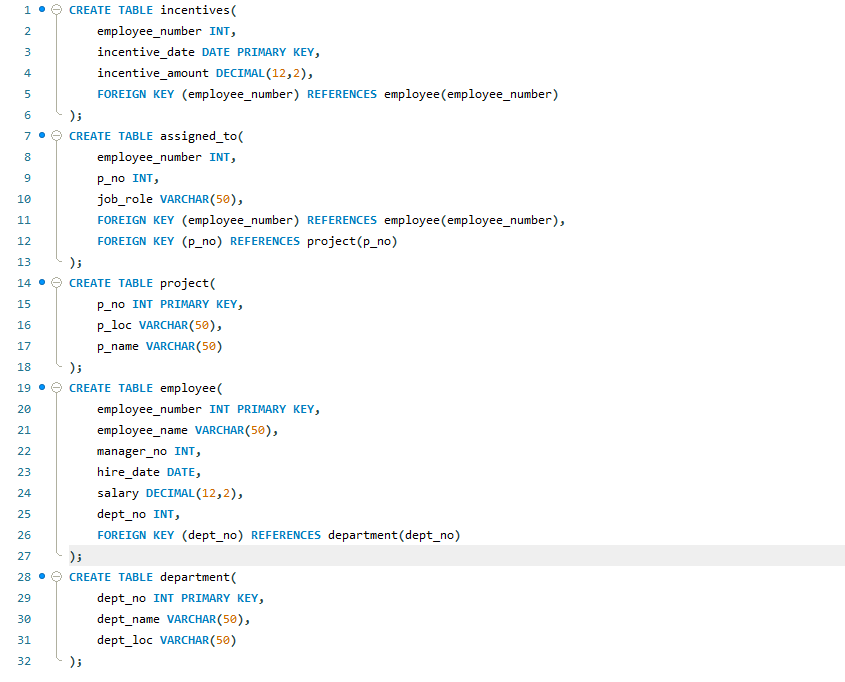 1 CREATE TABLE incentives(
2 employee_number INT,
3 incentive_date DATE PRIMARY KEY,
4 incentive_amount DECIMAL(12,2),
5 FOREIGN KEY (employee_number) REFERENCES employee(employee_number)
6 );
7 CREATE TABLE assigned_to(
8 employee_number INT,
9 p_no INT,
10 job_role VARCHAR(50),
11 FOREIGN KEY (employee_number) REFERENCES employee(employee_number),
12 FOREIGN KEY (p_no) REFERENCES project(p_no)
13 );
14 CREATE TABLE project(
15 p_no INT PRIMARY KEY,
16 p_loc VARCHAR(50),
17 p_name VARCHAR(50)
18 );
19 CREATE TABLE employee(
20 employee_number INT PRIMARY KEY,
21 employee_name VARCHAR(50),
22 manager_no INT,
23 hire_date DATE,
24 salary DECIMAL(12,2),
25 dept_no INT,
26 FOREIGN KEY (dept_no) REFERENCES department(dept_no)
27 );
28 CREATE TABLE department(
29 dept_no INT PRIMARY KEY,
30 dept_name VARCHAR(50),
31 dept_loc VARCHAR(50)
32 );